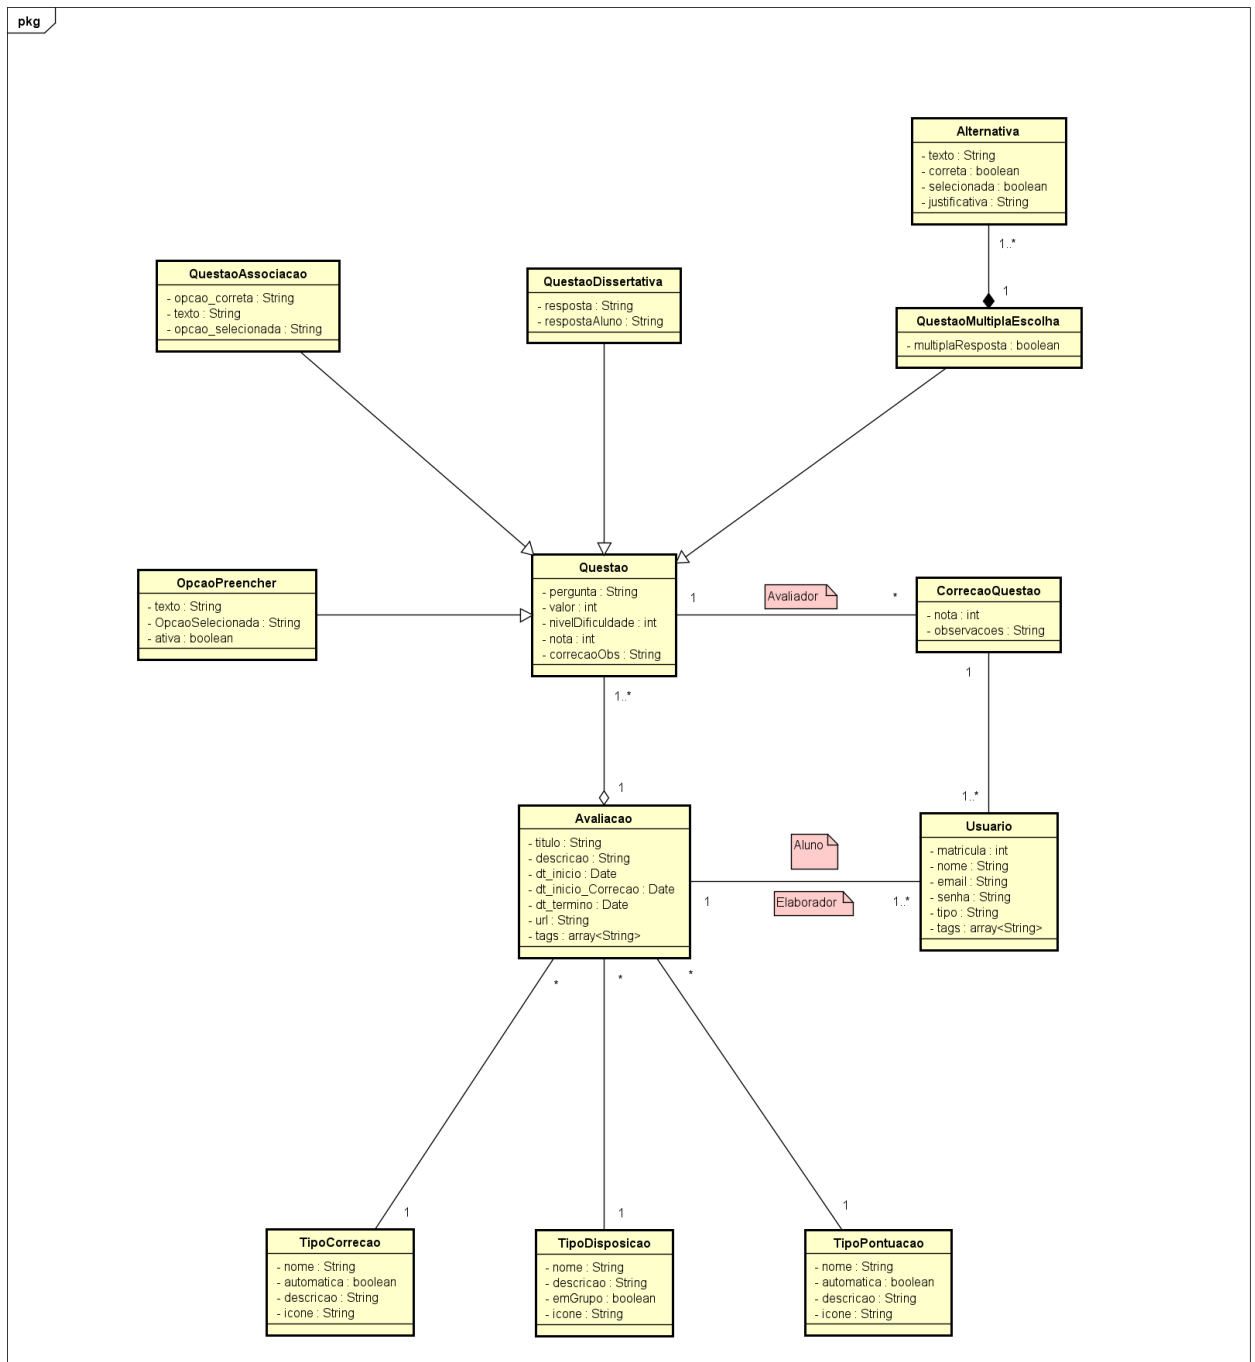 pkg
Alternativa
- texto : String
- correta : boolean
- selecionada : boolean
- justificativa : String
1..*
1
QuestaoAssociacao
- opcao_correta : String
- texto : String
- opcao_selecionada : String
QuestaoDissertativa
- resposta : String
- respostaAluno : String
QuestaoMultiplaEscolha
- multiplaResposta : boolean
OpcaoPreencher
- texto : String
- OpcaoSelecionada : String
- ativa : boolean
Questao
- pergunta : String
- valor : int
- nivelDificuldade : int
- nota : int
- correcaoObs : String
1
Avaliador
*
CorrecaoQuestao
- nota : int
- observacoes : String
1..*
1
1
1..*
Avaliacao
- titulo : String
- descricao : String
- dt_inicio : Date
- dt_inicio_Correcao : Date
- dt_termino : Date
- url : String
- tags : array<String>
Aluno
1
Elaborador
1..*
Usuario
- matricula : int
- nome : String
- email : String
- senha : String
- tipo : String
- tags : array<String>
*
*
*
1
1
1
TipoCorrecao
- nome : String
- automatica : boolean
- descricao : String
- icone : String
TipoDisposicao
- nome : String
- descricao : String
- emGrupo : boolean
- icone : String
TipoPontuacao
- nome : String
- automatica : boolean
- descricao : String
- icone : String